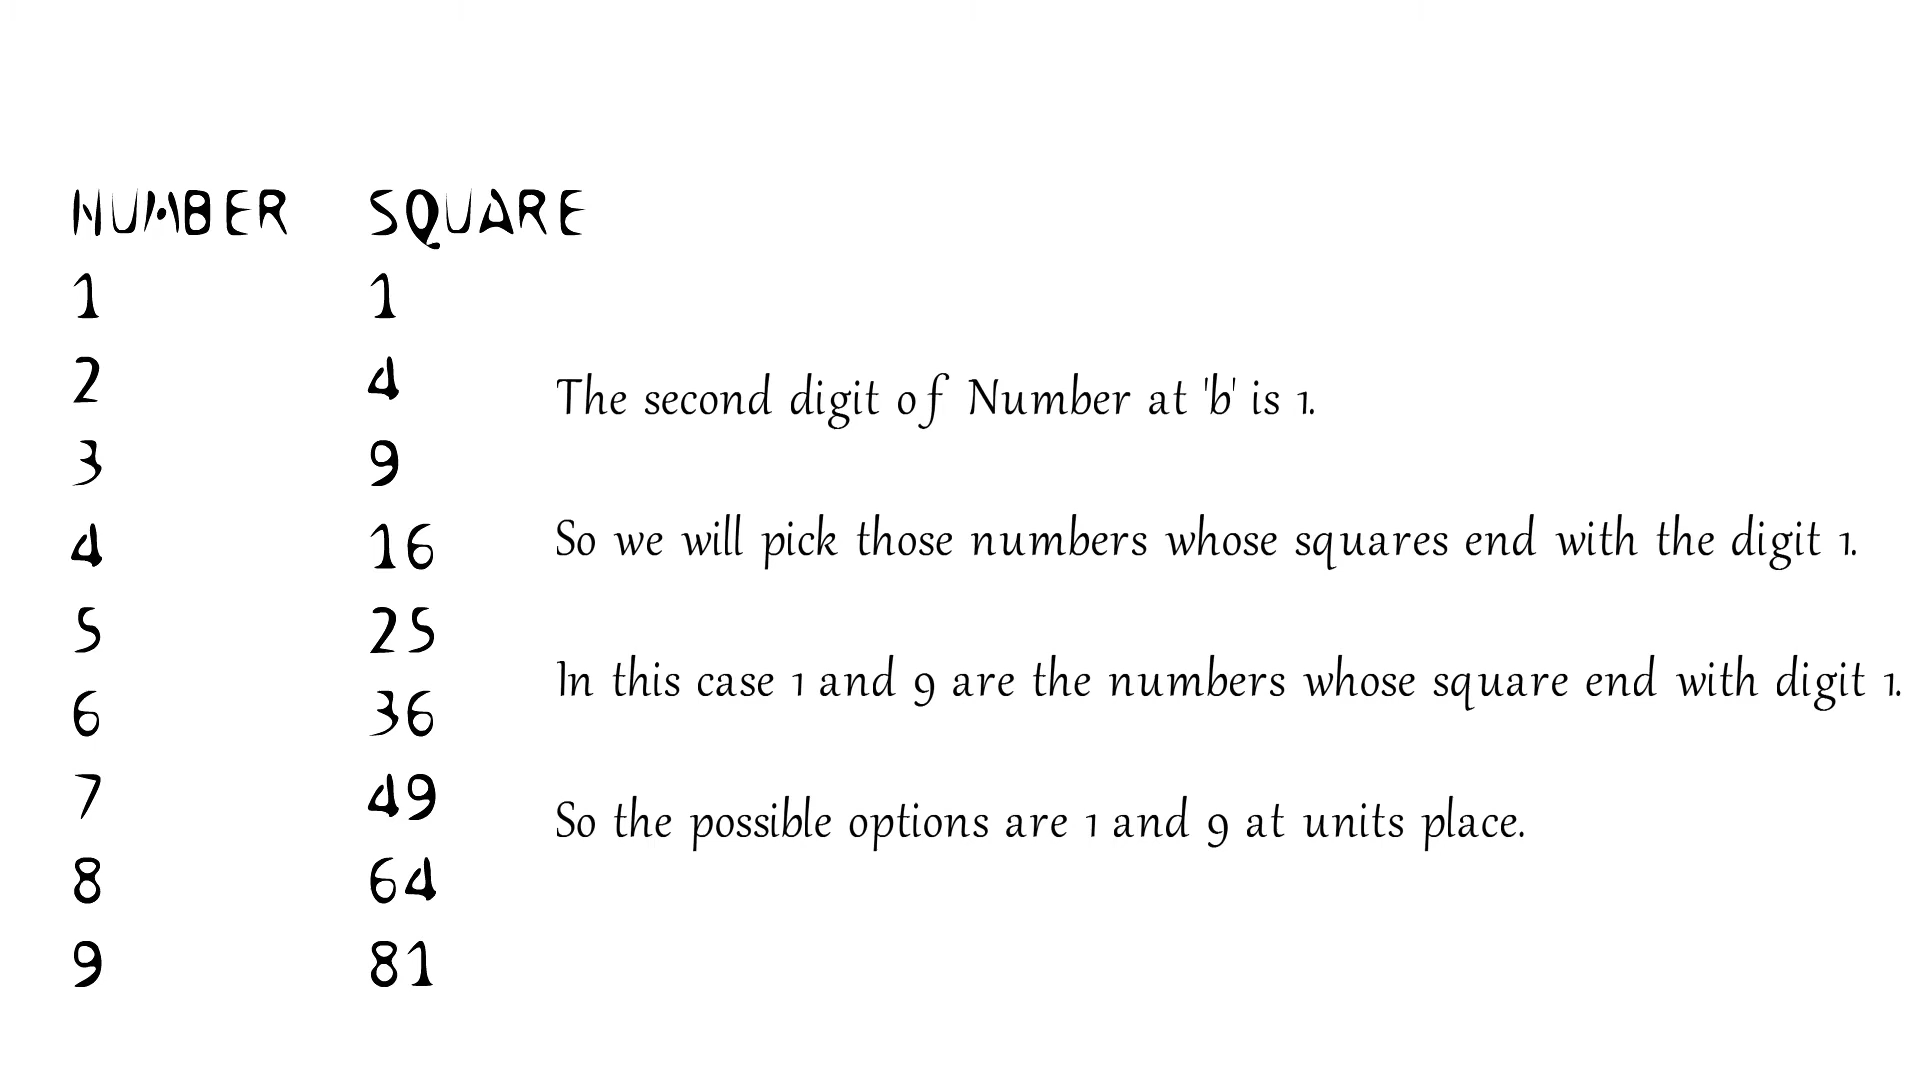 NUMBER SQUARE
1 1
2 4
The second digit of Number at 'b' is 1.
3 9
4 16
So we will pick those numbers whose squares end with the digit 1.
5 25
In this case 1 and 9 are the numbers whose square end with digit 1.
6 36
7 49
So the possible options are 1 and 9 at units place.
8 64
9 81